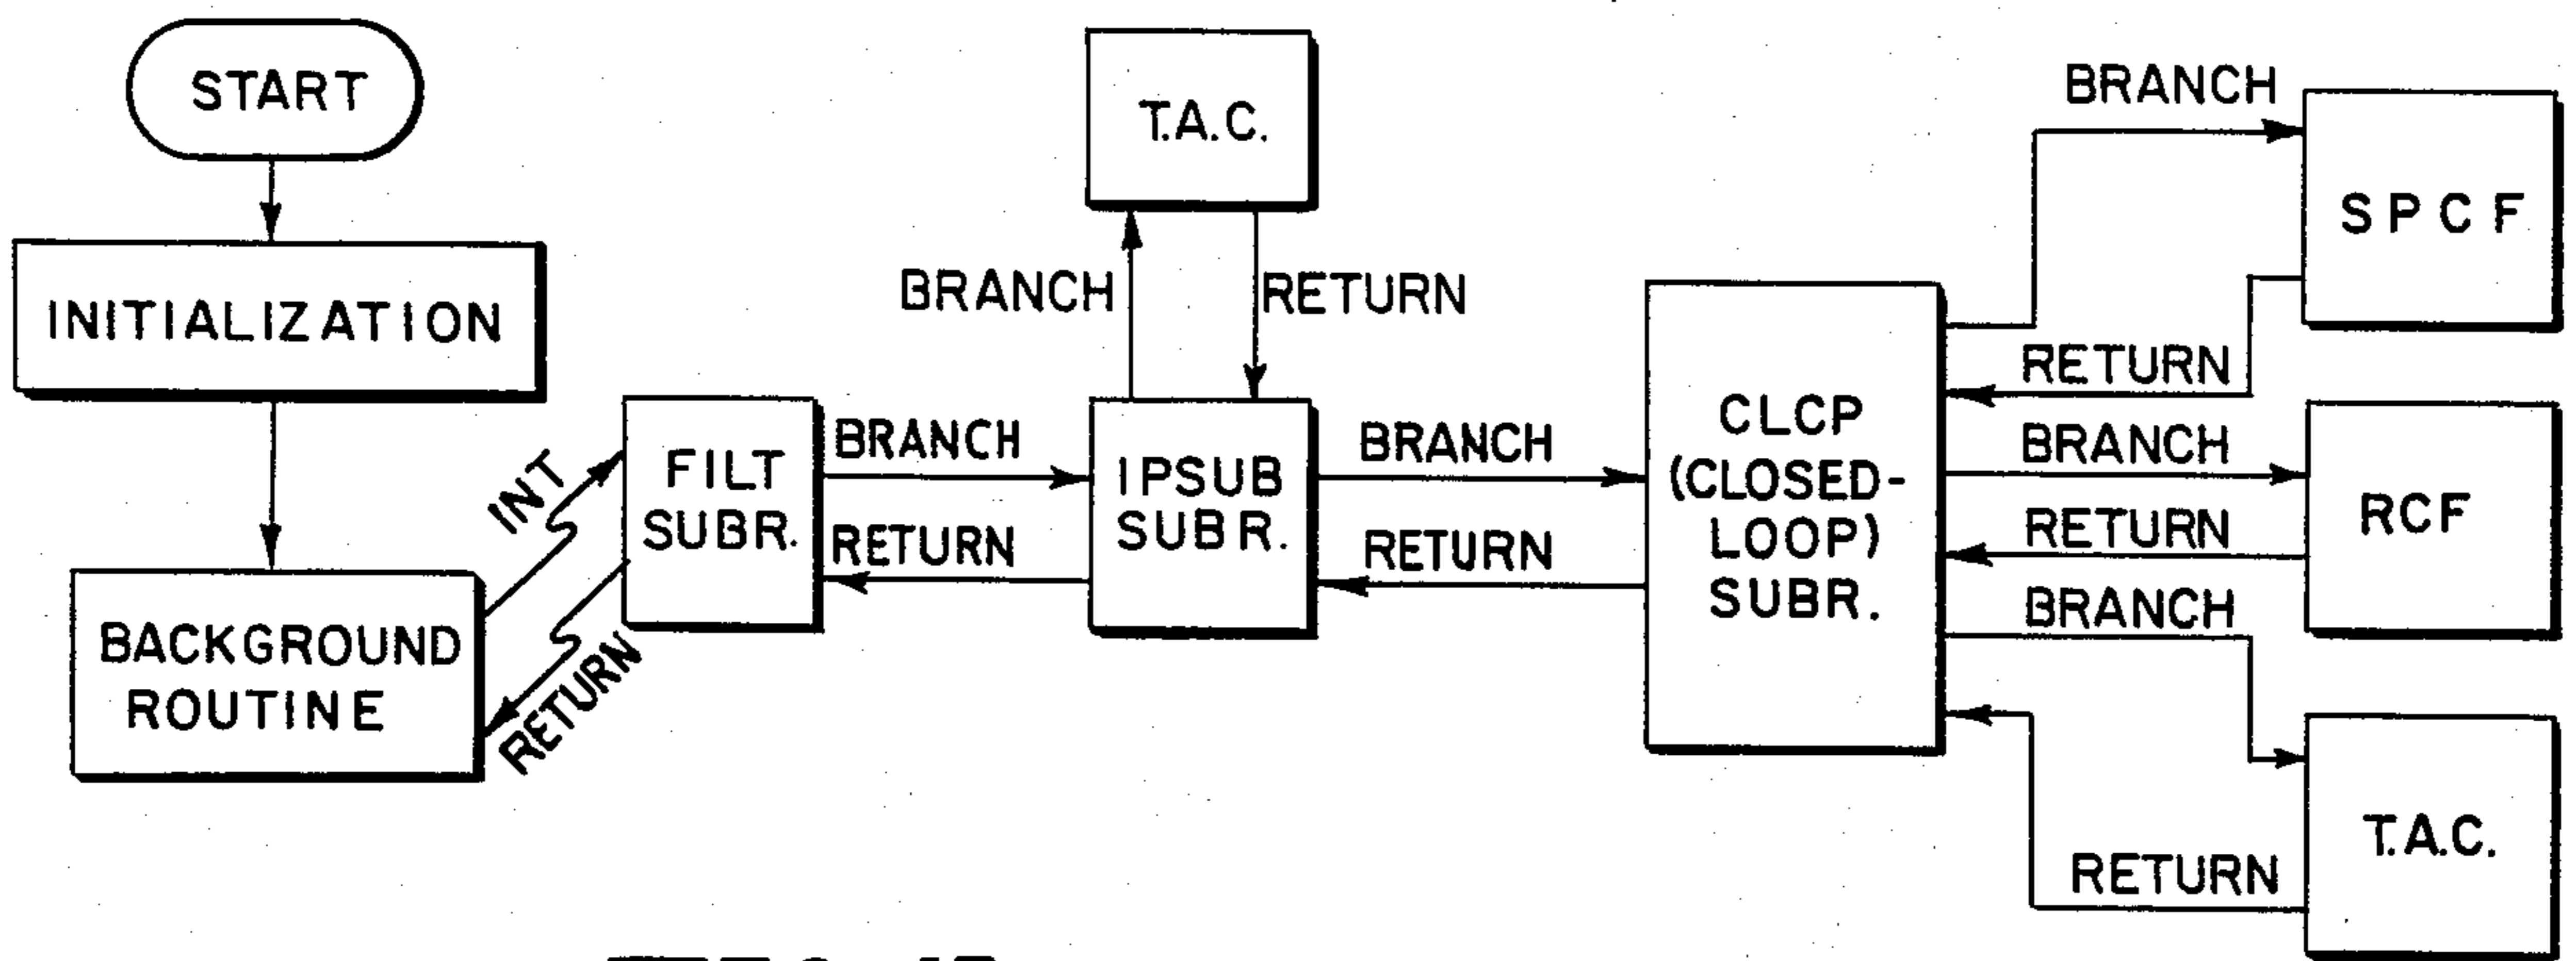 START
INITIALIZATION
BACKGROUND
ROUTINE
INT
RETURN
FILT
SUBR.
BRANCH
RETURN
T.A.C.
BRANCH
RETURN
IPSUB
SUBR.
BRANCH
RETURN
CLCP
(CLOSED-
LOOP)
SUBR.
BRANCH
RETURN
SPCF
BRANCH
RETURN
RCF
BRANCH
RETURN
T.A.C.